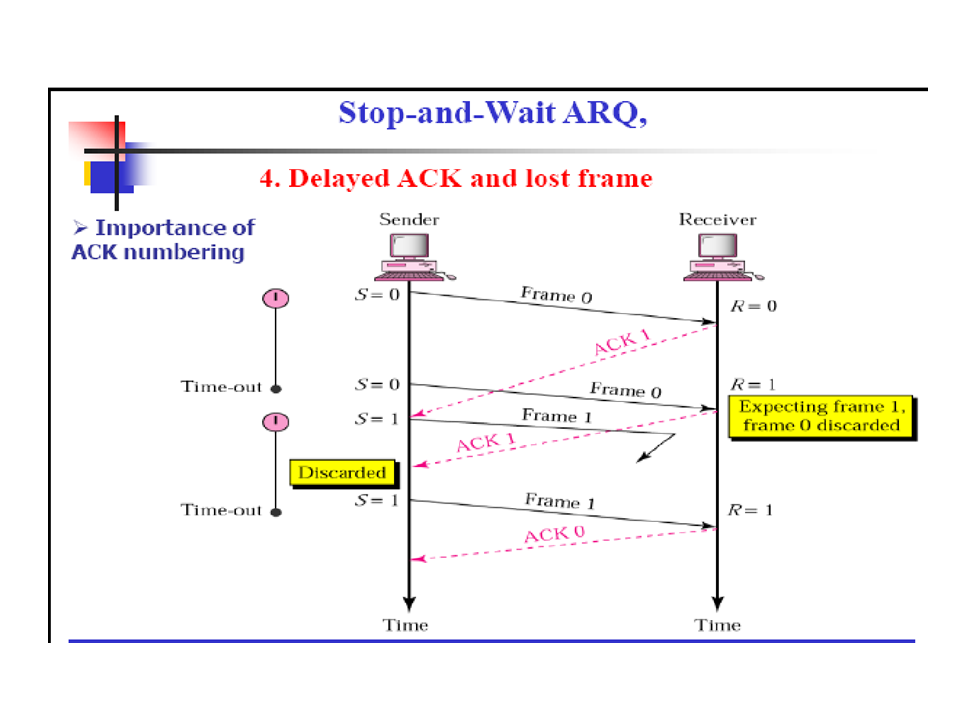 Stop-and-Wait ARQ,
4. Delayed ACK and lost frame
➢ Importance of
ACK numbering
Sender
Receiver
S = 0
Frame 0
R = 0
ACK 1
Time-out
S = 0
Frame 0
R = 1
Expecting frame 1,
frame 0 discarded
S = 1
Frame 1
ACK 1
Discarded
S = 1
Frame 1
R = 1
Time-out
ACK 0
Time
Time